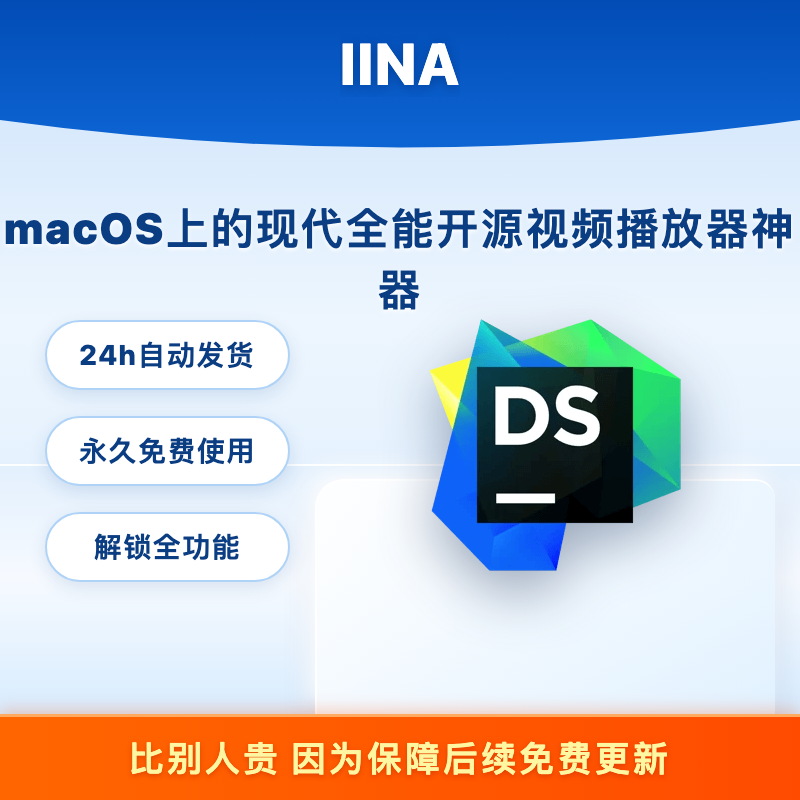 IINA
macOS上的现代全能开源视频播放器神
器
24h自动发货
永久免费使用
解锁全功能
DS
比别人贵 因为保障后续免费更新